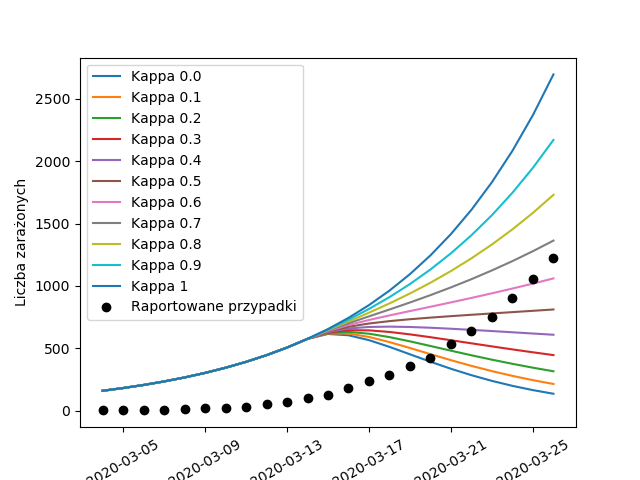 2500
2000
1500
1000
500
0
Liczba zarażonych
Kappa 0.0
Kappa 0.1
Kappa 0.2
Kappa 0.3
Kappa 0.4
Kappa 0.5
Kappa 0.6
Kappa 0.7
Kappa 0.8
Kappa 0.9
Kappa 1
Raportowane przypadki
2020-03-05
2020-03-09
2020-03-13
2020-03-17
2020-03-21
2020-03-25